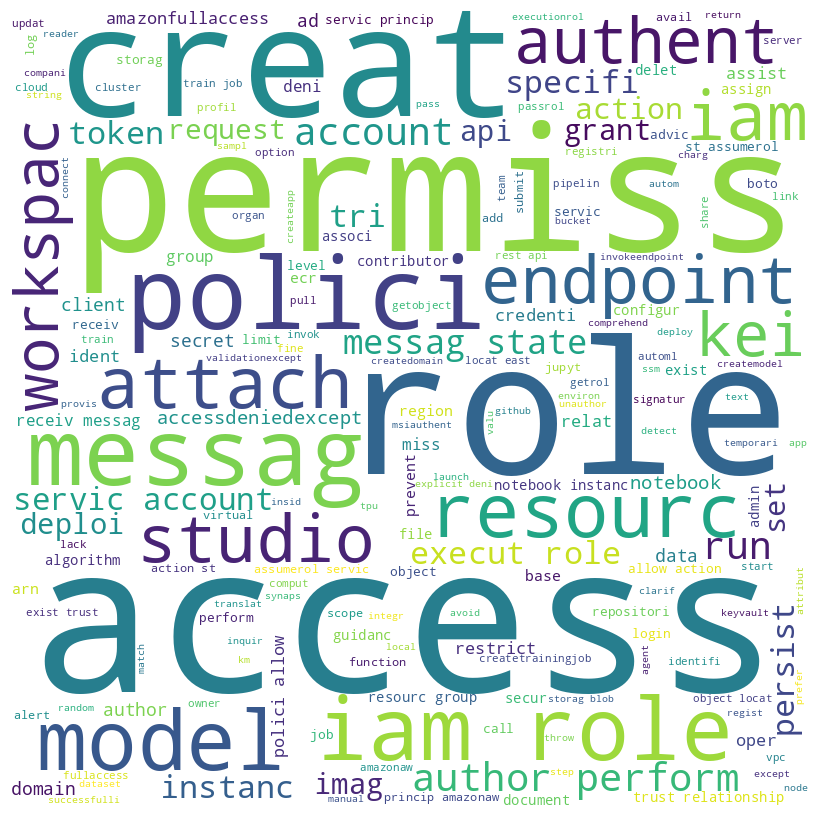 updat amazonfullaccess ad servic princip executionrol avail return
reader log creat authent server
compani storag specifi delet assist
cloud cluster train job deni assign
string profil pass passrol action iam
workspac token request account api grant advic st assumerol
connect sampl option permiss registri charg
createapp team submit pipelin autom boto link
organ tri add servic bucket share
associ rest api invokeendpoint
group level contributor polici endpoint
ecr
client pull getobject credenti configur kei
receiv secret limit invok messag state comprehend deploy
train ident validationexcept fine createdomain automl exist createmodel
attach locat east jupyt ssm
provis role getrol environ signatur text
accessdeniedexcept region msiauthent valu github unauthor detect
receiv messag miss relat temporari app
messag prevent launch notebook instanc notebook admin
tpu explicit deni resourc set
servic account insid
deploi virtual studio file execut role data run
lack algorithm action st assumerol servic object base allow action start
arn translat comput access clarif attribut
exist trust synaps perform scope integr avoid repositori keyvault
inquir guidanc restrict login persist
match km local function createtrainingjob agent identifi
polici allow resourc group secur storag blob object locat prefer
alert random author owner iam role call regist
model job throw oper vpc
fullaccess amazonaw step except
domain dataset instanc imag author perform trust relationship node
successfulli manual princip amazonaw document